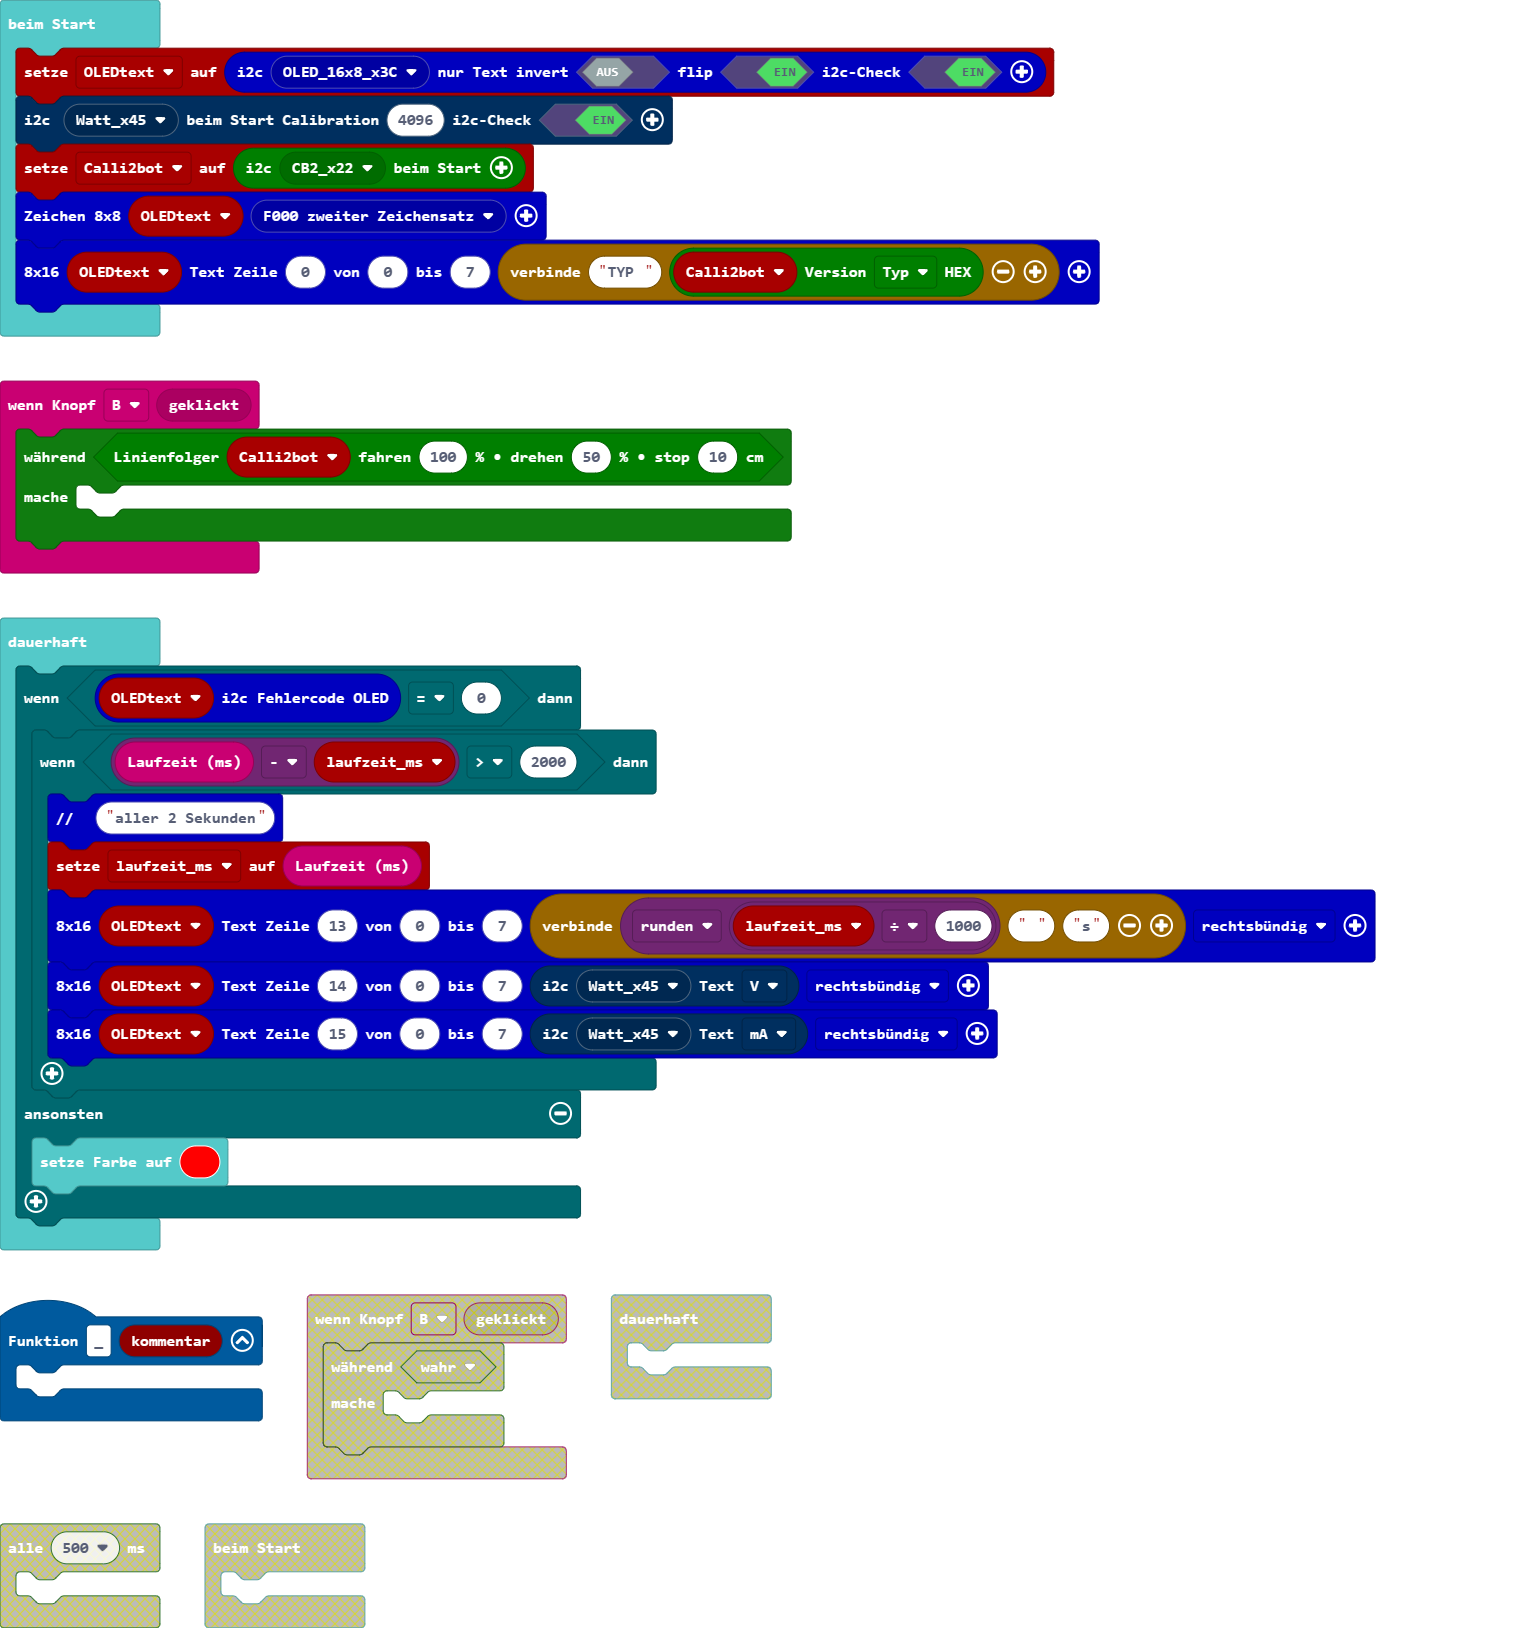 beim Start
setze OLEDtext auf i2c OLED_16x8_x3C nur Text invert AUS flip EIN i2c-Check EIN
i2c Watt_x45 beim Start Calibration 4096 i2c-Check EIN
setze Calli2bot auf i2c CB2_x22 beim Start
Zeichen 8x8 OLEDtext F000 zweiter Zeichensatz
8x16 OLEDtext Text Zeile 0 von 0 bis 7 verbinde "TYP " Calli2bot Version Typ HEX
wenn Knopf B geklickt
während Linienfolger Calli2bot fahren 100 % • drehen 50 % • stop 10 cm
mache
dauerhaft
wenn OLEDtext i2c Fehlercode OLED = 0 dann
wenn Laufzeit (ms) - laufzeit_ms > 2000 dann
// "aller 2 Sekunden"
setze laufzeit_ms auf Laufzeit (ms)
8x16 OLEDtext Text Zeile 13 von 0 bis 7 verbinde runden laufzeit_ms ÷ 1000 " " "s" rechtsbündig
8x16 OLEDtext Text Zeile 14 von 0 bis 7 i2c Watt_x45 Text V rechtsbündig
8x16 OLEDtext Text Zeile 15 von 0 bis 7 i2c Watt_x45 Text mA rechtsbündig
ansonsten
setze Farbe auf
Funktion _ kommentar
wenn Knopf B geklickt
während wahr
mache
dauerhaft
alle 500 ms
beim Start